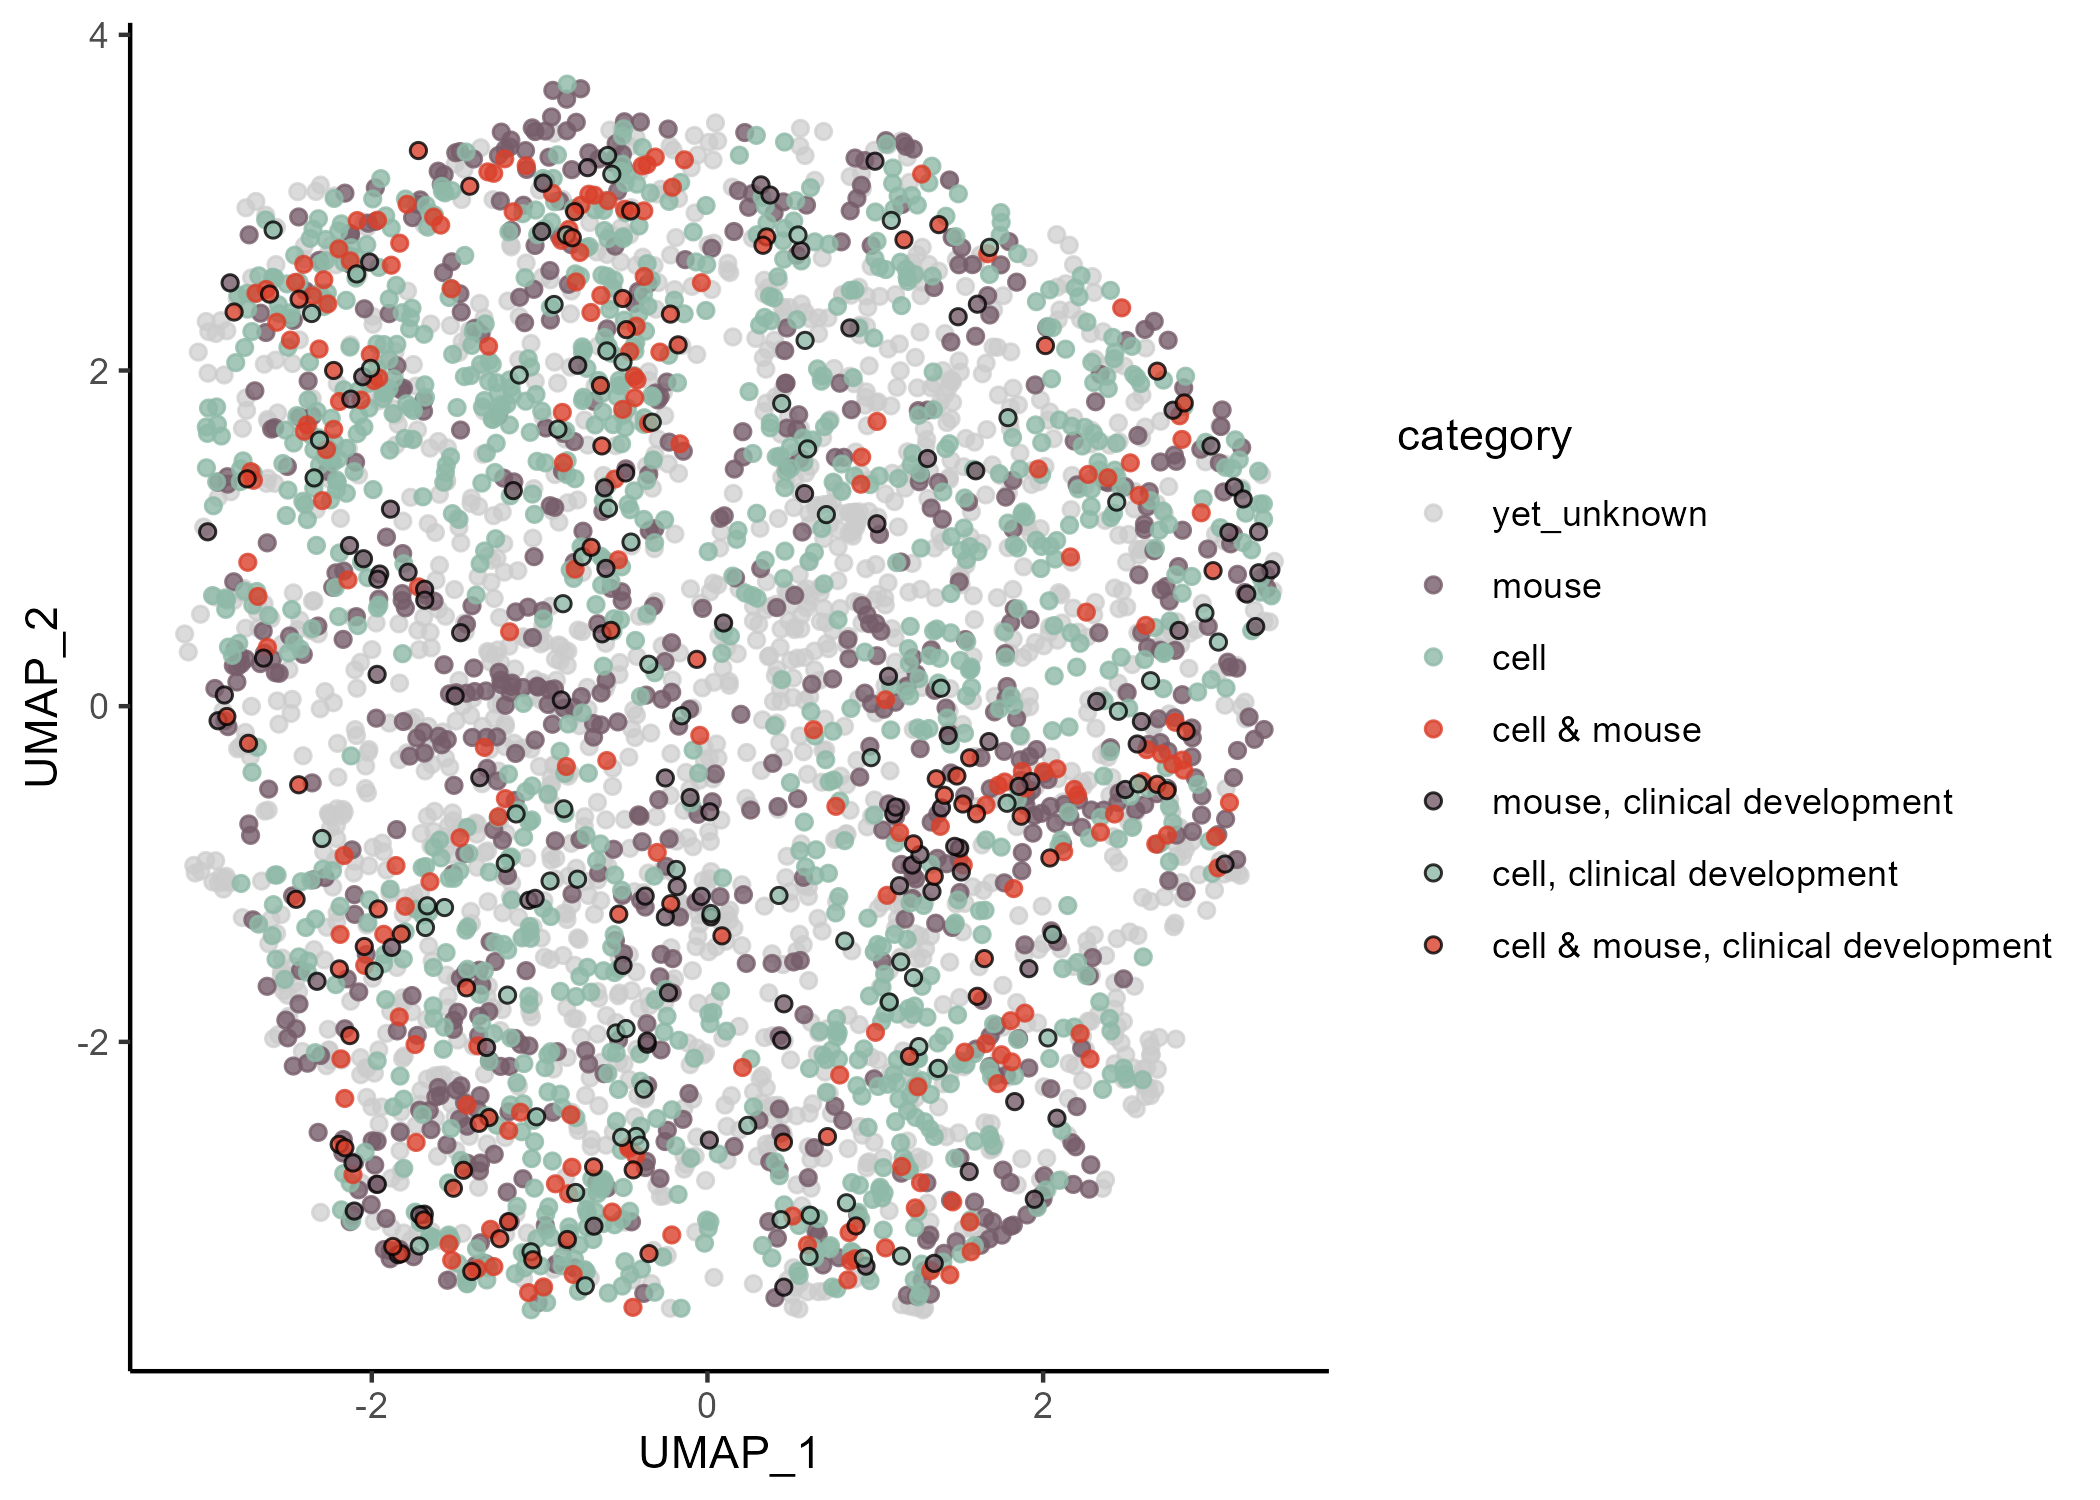 4
2
0
-2
UMAP_2
-2
0
2
UMAP_1
category
yet_unknown
mouse
cell
cell & mouse
mouse, clinical development
cell, clinical development
cell & mouse, clinical development